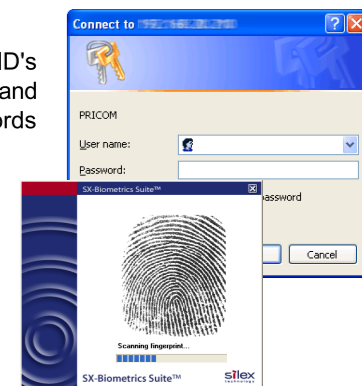 Connect to
ID's
and
ords
PRICOM
User name:
Password:
password
Cancel
SX-Biometrics Suite™
Scanning fingerprint...
SX-Biometrics Suite™
silex
technology